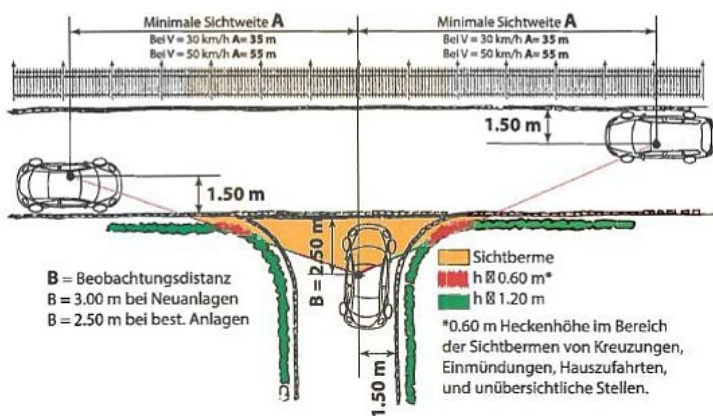 Minimale Sichtweite A
Bei V = 30 km/h A= 35 m
Bei V = 50 km/h A= 55 m
Minimale Sichtweite A
Bei V = 30 km/h A= 35 m
Bei V = 50 km/h A= 55 m
1.50 m
1.50 m
B = 2.50 m
B = Beobachtungsdistanz
B = 3.00 m bei Neuanlagen
B = 2.50 m bei best. Anlagen
1.50 m
Sichtberme
h 0.60 m*
h 1.20 m
*0.60 m Heckenhöhe im Bereich
der Sichtbermen von Kreuzungen,
Einmündungen, Hauszufahrten,
und unübersichtliche Stellen.